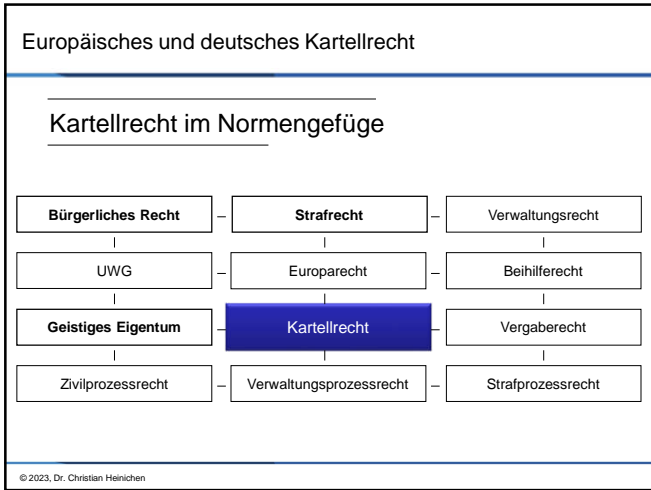 Europäisches und deutsches Kartellrecht
Kartellrecht im Normengefüge
Bürgerliches Recht – Strafrecht – Verwaltungsrecht
UWG – Europarecht – Beihilferecht
Geistiges Eigentum – Kartellrecht – Vergaberecht
Zivilprozessrecht – Verwaltungsprozessrecht – Strafprozessrecht
© 2023, Dr. Christian Heinichen